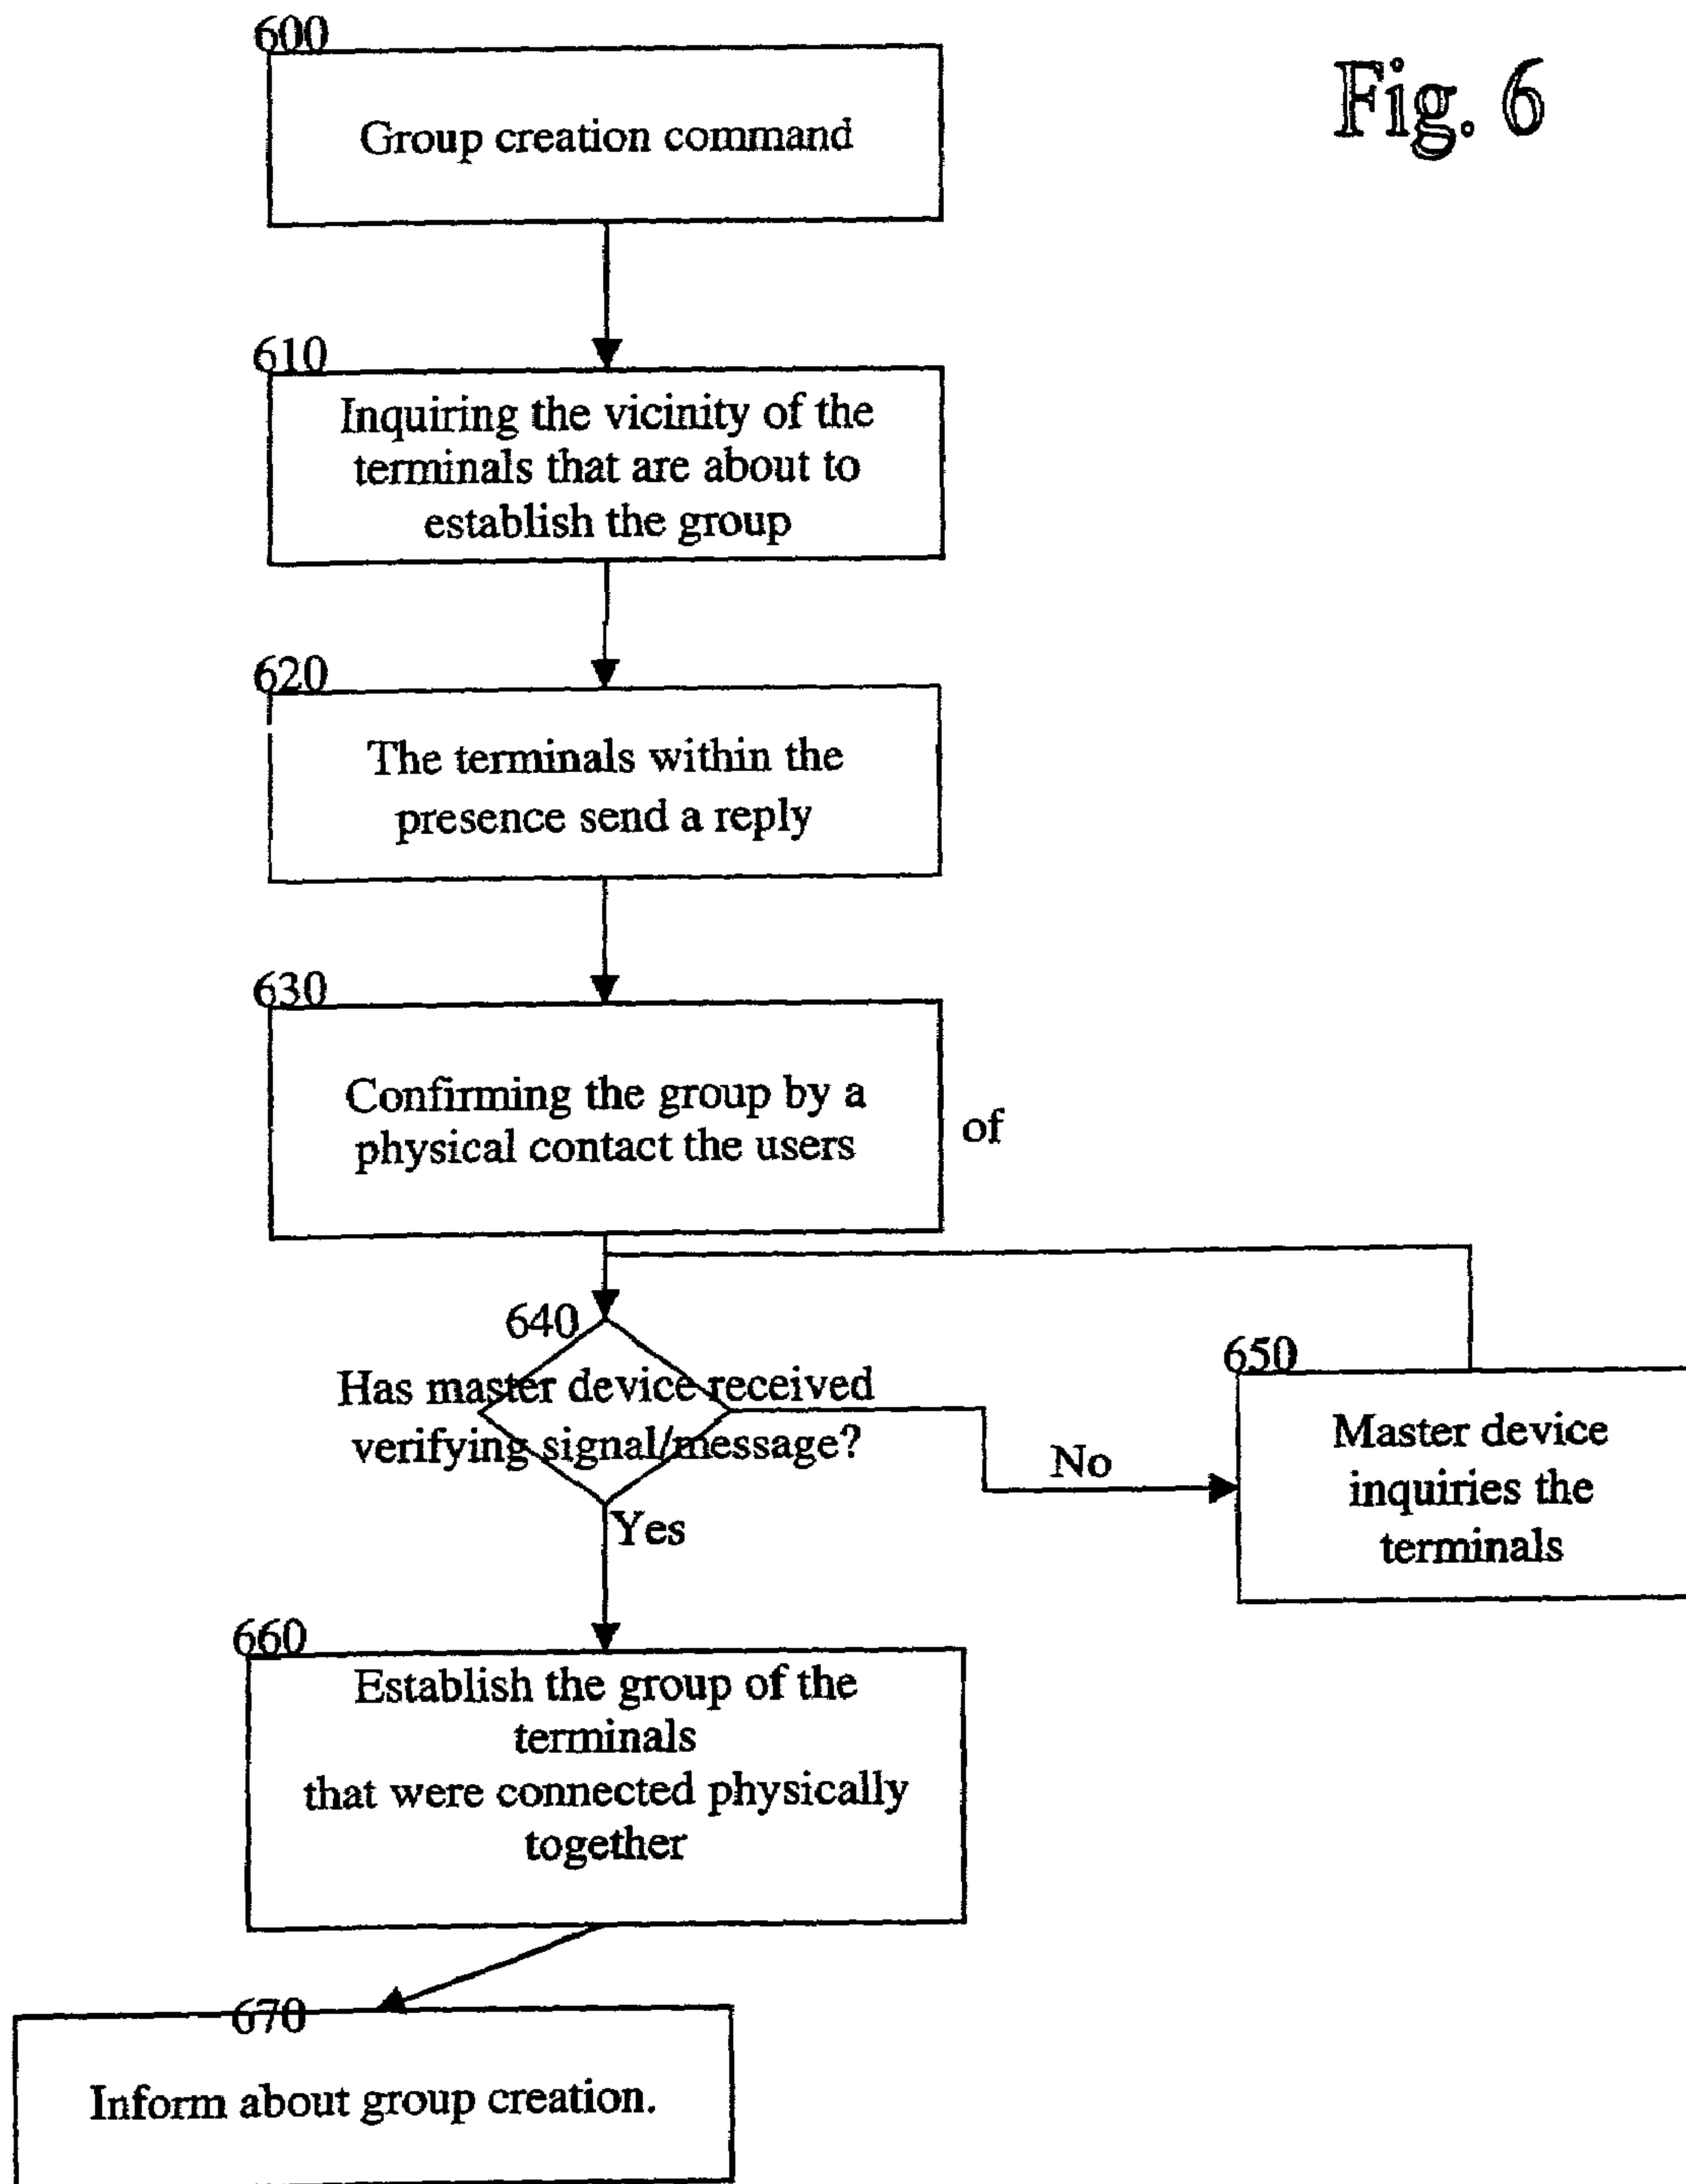 Fig. 6
600
Group creation command
610
Inquiring the vicinity of the
terminals that are about to
establish the group
620
The terminals within the
presence send a reply
630
Confirming the group by a
physical contact the users
of
640
Has master device received
verifying signal/message?
No
Yes
650
Master device
inquiries the
terminals
660
Establish the group of the
terminals
that were connected physically
together
670
Inform about group creation.